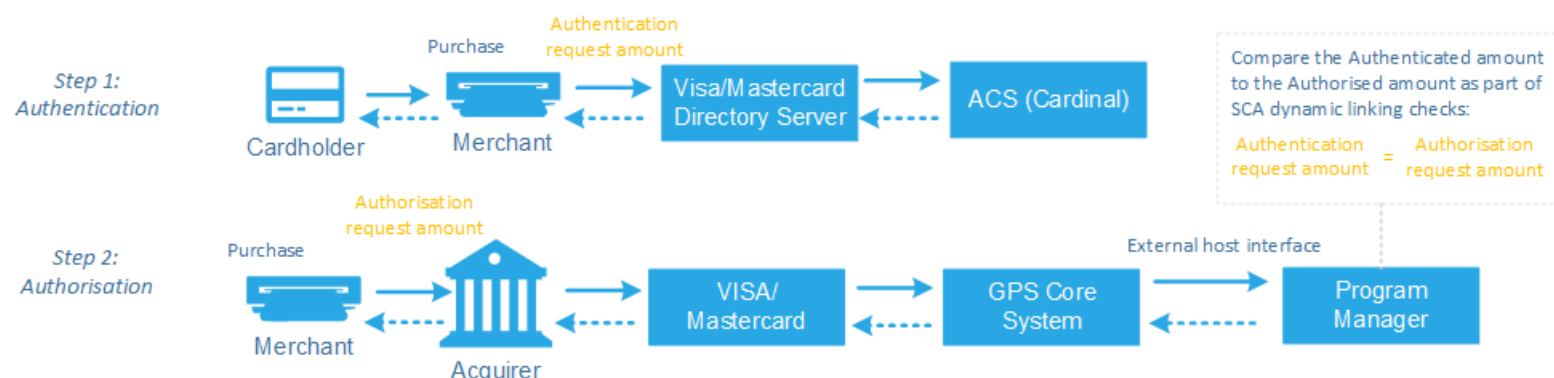 Step 1:
Authentication
Cardholder
Purchase
Merchant
Authentication
request amount
Visa/Mastercard
Directory Server
ACS (Cardinal)
Compare the Authenticated amount
to the Authorised amount as part of
SCA dynamic linking checks:
Authentication
request amount
=
Authorisation
request amount
Step 2:
Authorisation
Purchase
Merchant
Authorisation
request amount
Acquirer
VISA/
Mastercard
GPS Core
System
External host interface
Program
Manager